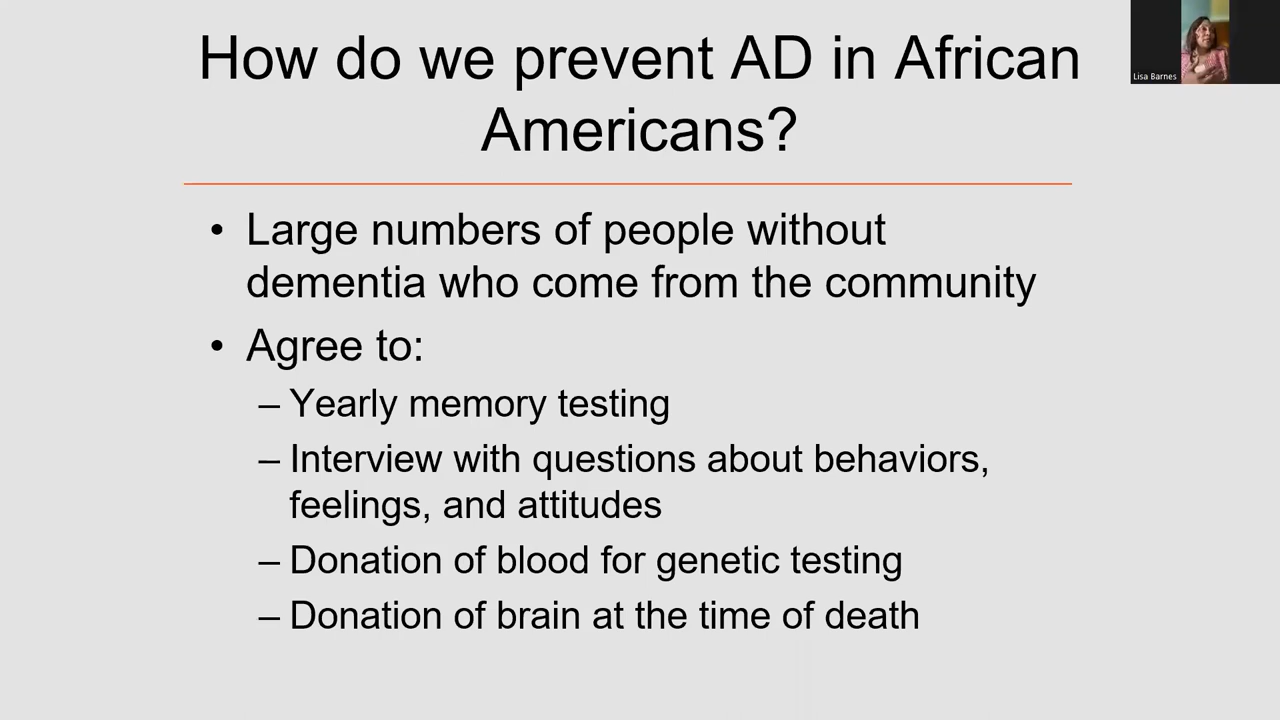 How do we prevent AD in African
Americans?
Lisa Barnes
• Large numbers of people without
dementia who come from the community
• Agree to:
– Yearly memory testing
– Interview with questions about behaviors,
feelings, and attitudes
– Donation of blood for genetic testing
– Donation of brain at the time of death